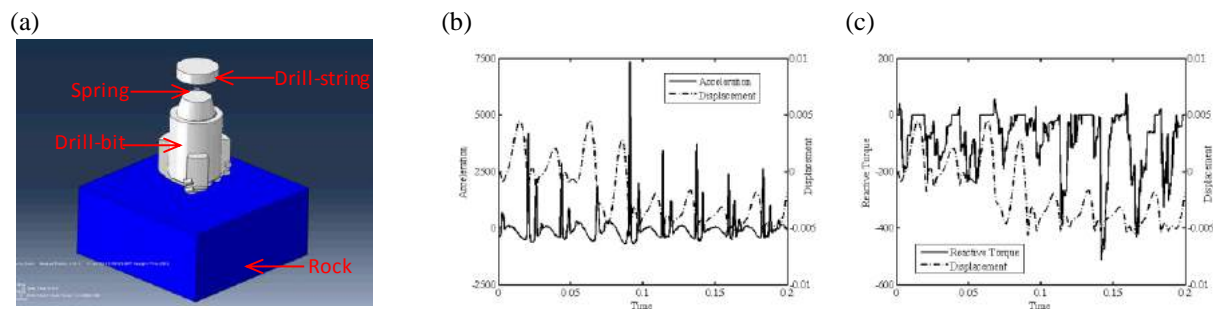 (a)
Drill-string
Spring
Drill-bit
Rock
(b)
7500
5000
2500
0
-2500
Acceleration
0.01
0.005
0
-0.005
-0.01
Displacement
Acceleration
Displacement
0
0.05
0.1
0.15
0.2
Time
(c)
200
0
-200
-400
-600
Reactive Torque
0.01
0.005
0
-0.005
-0.01
Displacement
Reactive Torque
Displacement
0
0.05
0.1
0.15
0.2
Time